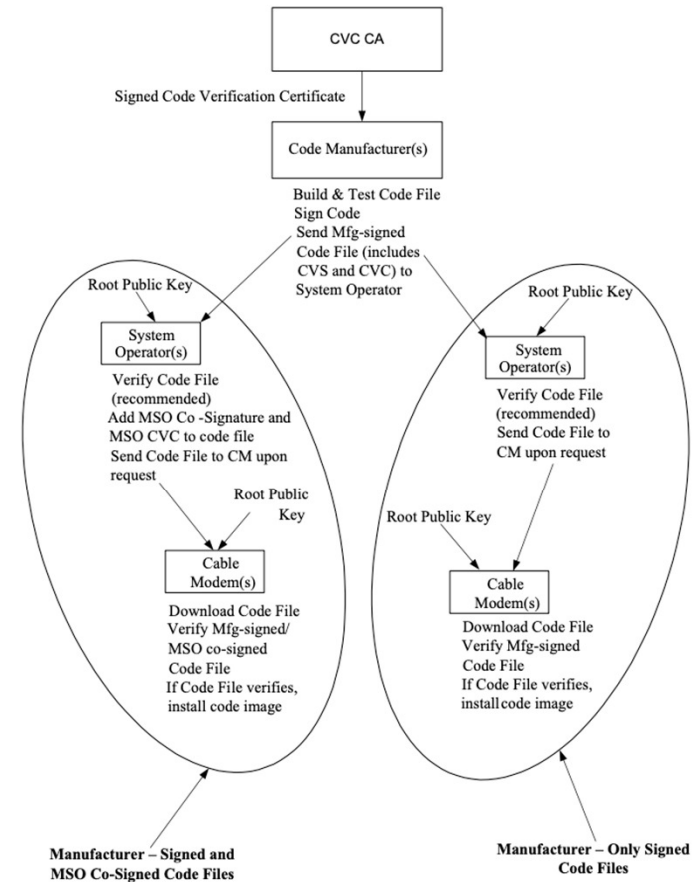 CVC CA
Signed Code Verification Certificate
Code Manufacturer(s)
Build & Test Code File
Sign Code
Send Mfg-signed
Code File (includes
CVS and CVC) to
System Operator
Root Public Key
System
Operator(s)
Verify Code File
(recommended)
Add MSO Co -Signature and
MSO CVC to code file
Send Code File to CM upon
request
Root Public
Key
Cable
Modem(s)
Download Code File
Verify Mfg-signed/
MSO co-signed
Code File
If Code File verifies,
install code image
Manufacturer – Signed and
MSO Co-Signed Code Files
Root Public Key
System
Operator(s)
Verify Code File
(recommended)
Send Code File to
CM upon request
Root Public Key
Cable
Modem(s)
Download Code File
Verify Mfg-signed
Code File
If Code File verifies,
install code image
Manufacturer – Only Signed
Code Files